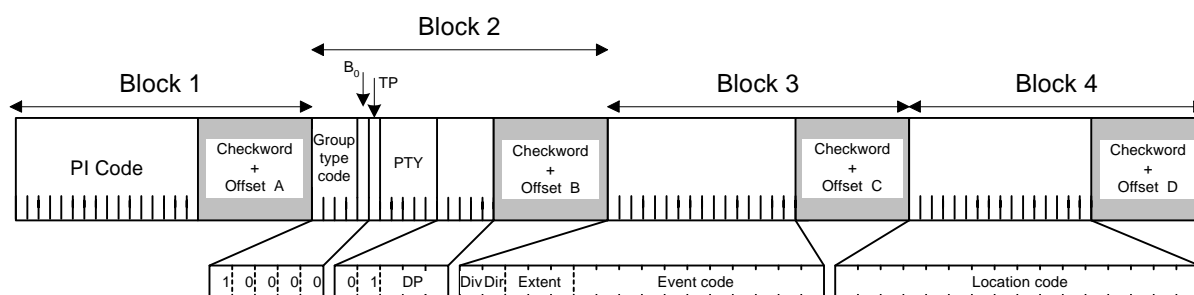 Block 2
B0
TP
Block 1
Block 3
Block 4
PI Code
Checkword
+
Offset A
Group
type
code
PTY
Checkword
+
Offset B
Checkword
+
Offset C
Checkword
+
Offset D
1 0 0 0 0
0 1 DP
Div Dir Extent Event code
Location code